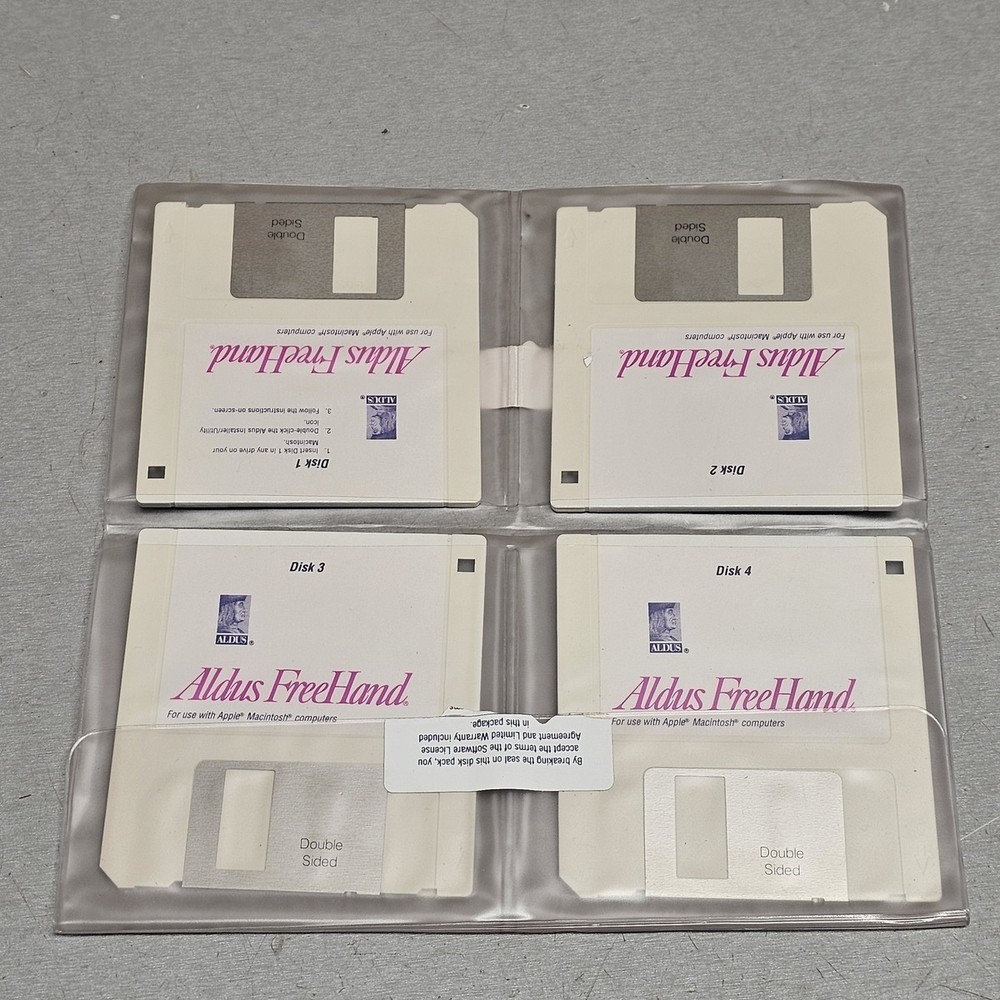 Disk 1
1. Insert Disk 1 in any drive on your
Macintosh.
2. Double-click the Aldus Installer/Utility
icon.
3. Follow the instructions on-screen.
ALDUS®
Aldus FreeHand®
For use with Apple® Macintosh® computers
Double
Sided
Disk 2
ALDUS®
Aldus FreeHand®
For use with Apple® Macintosh® computers
Double
Sided
Disk 3
ALDUS®
Aldus FreeHand®
For use with Apple® Macintosh® computers
Double
Sided
Disk 4
ALDUS®
Aldus FreeHand®
For use with Apple® Macintosh® computers
Double
Sided
By breaking the seal on this disk pack, you
accept the terms of the Software License
Agreement and Limited Warranty included
in this package.